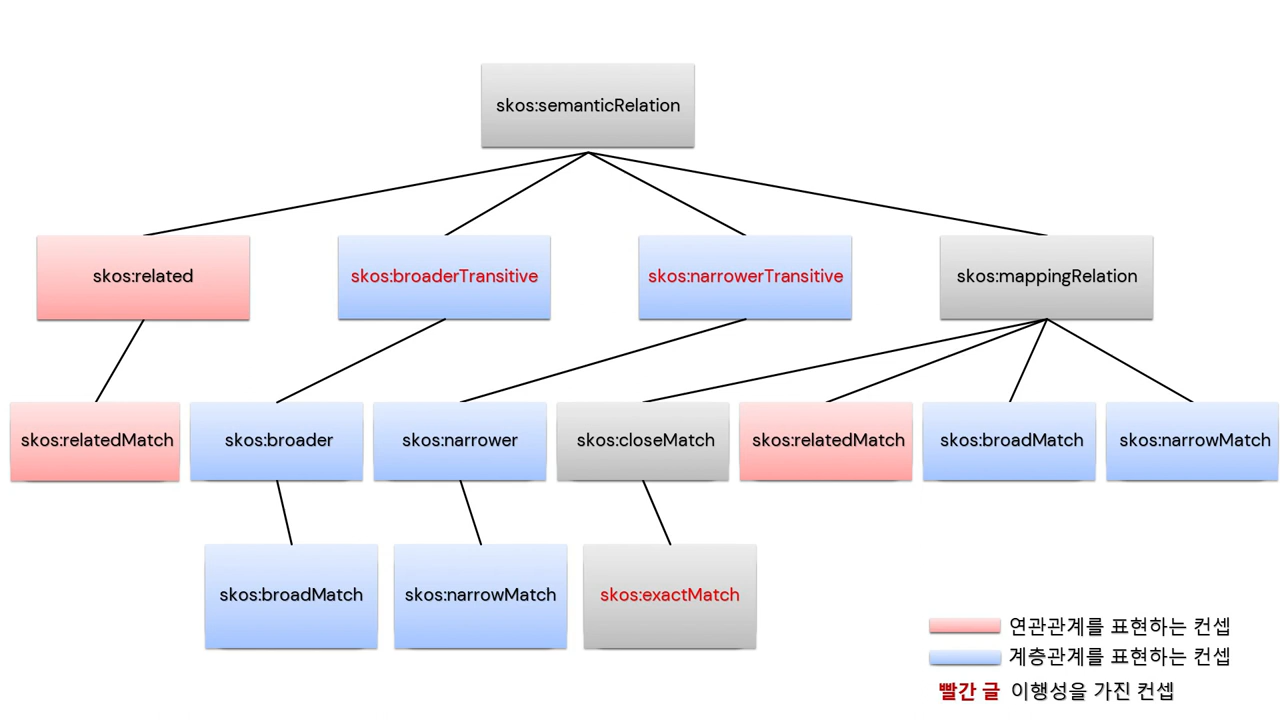 skos:semanticRelation
skos:related
skos:broaderTransitive
skos:narrowerTransitive
skos:mappingRelation
skos:relatedMatch
skos:broader
skos:narrower
skos:closeMatch
skos:relatedMatch
skos:broadMatch
skos:narrowMatch
skos:broadMatch
skos:narrowMatch
skos:exactMatch
연관관계를 표현하는 컨셉
계층관계를 표현하는 컨셉
빨간 글 이행성을 가진 컨셉